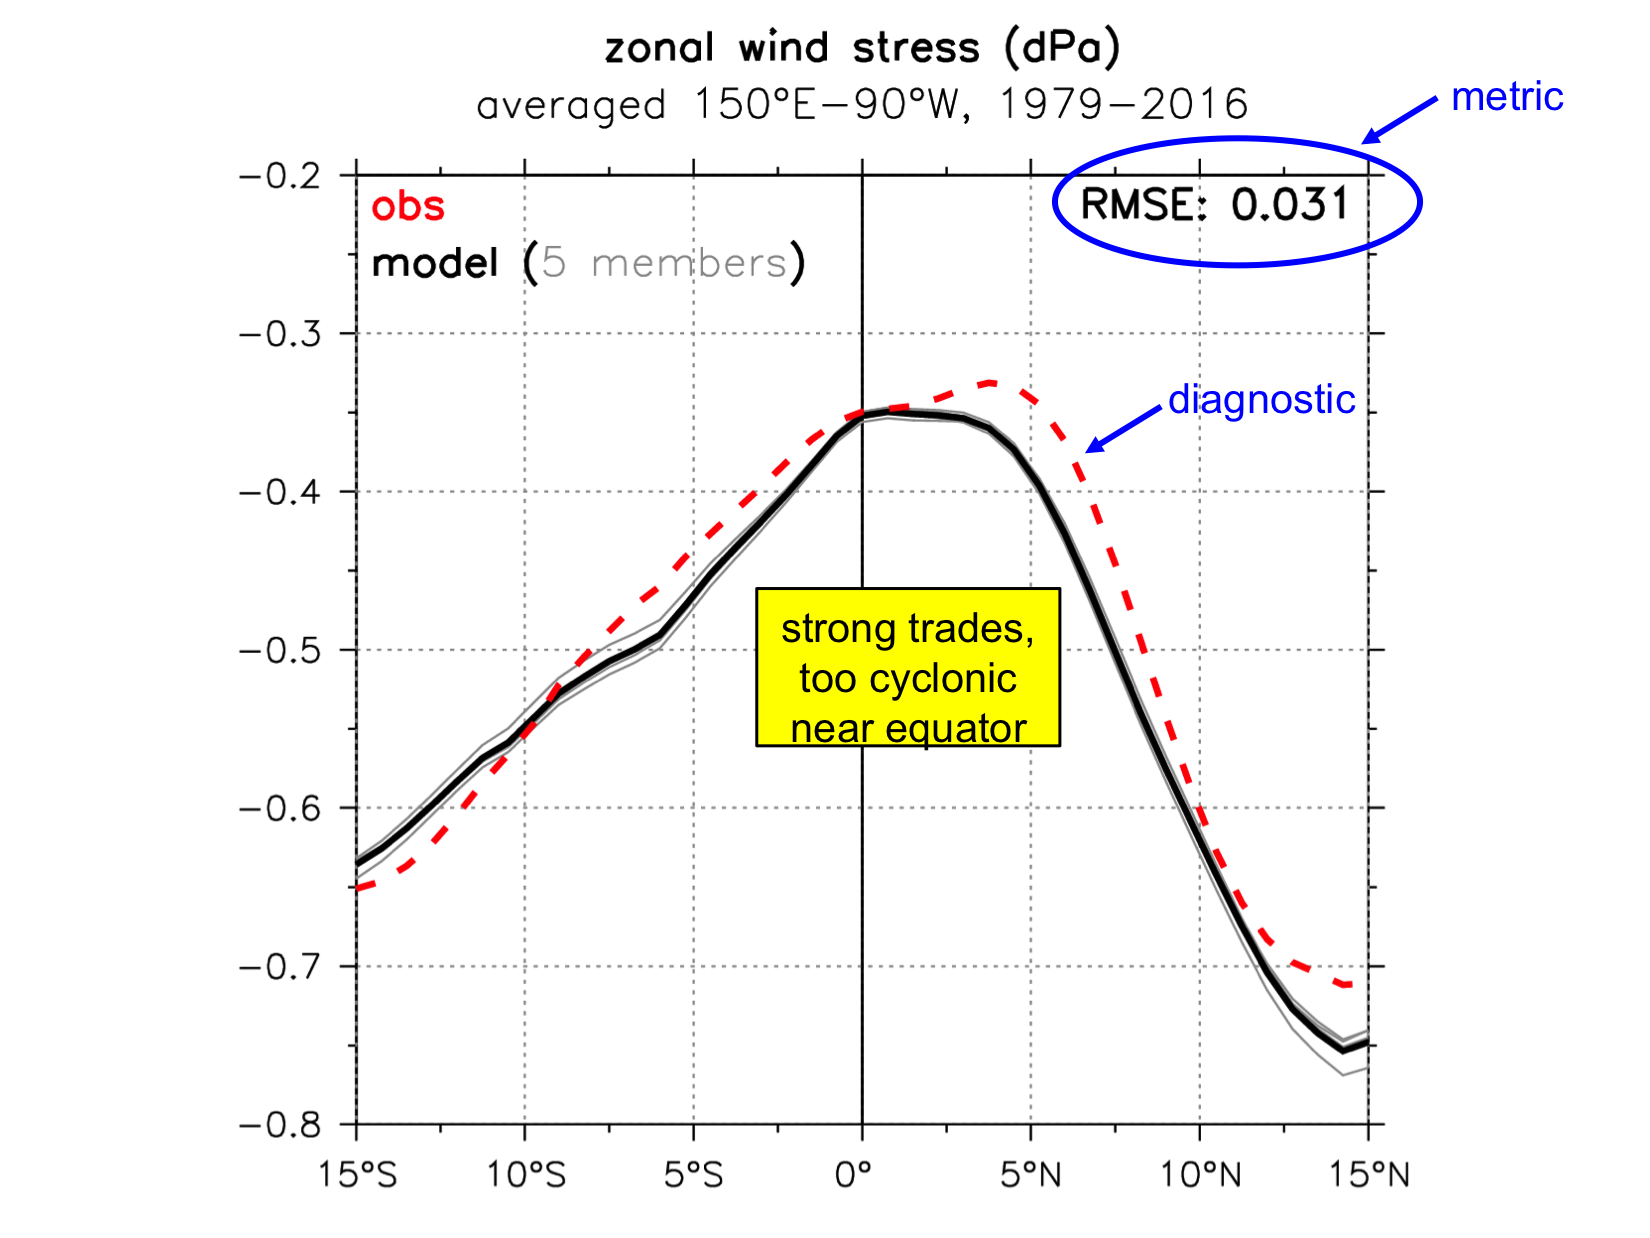 zonal wind stress (dPa)
averaged 150°E−90°W, 1979−2016
metric
−0.2
obs
RMSE: 0.031
model (5 members)
−0.3
diagnostic
−0.4
−0.5
strong trades,
too cyclonic
near equator
−0.6
−0.7
−0.8
15°S 10°S 5°S 0° 5°N 10°N 15°N